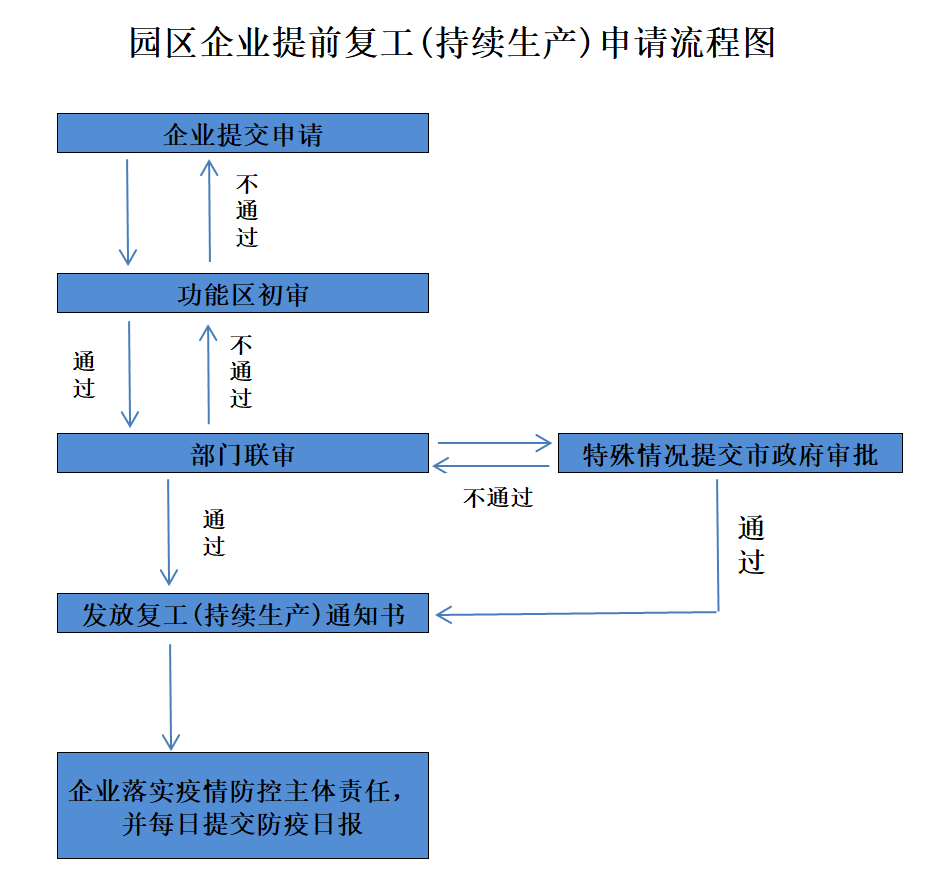 园区企业提前复工(持续生产)申请流程图
企业提交申请
不通过
功能区初审
通过
不通过
部门联审
特殊情况提交市政府审批
不通过
通过
通过
发放复工(持续生产)通知书
企业落实疫情防控主体责任，
并每日提交防疫日报